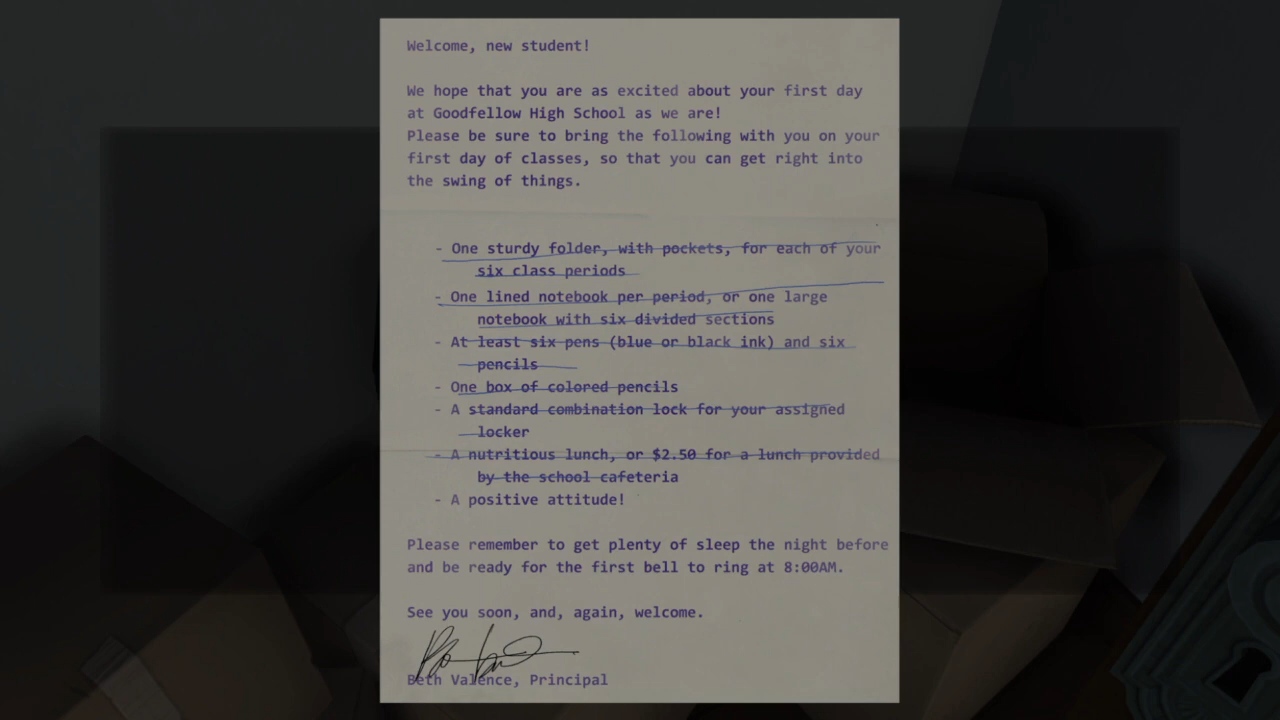 Welcome, new student!
We hope that you are as excited about your first day
at Goodfellow High School as we are!
Please be sure to bring the following with you on your
first day of classes, so that you can get right into
the swing of things.
- One sturdy folder, with pockets, for each of your
six class periods
- One lined notebook per period, or one large
notebook with six divided sections
- At least six pens (blue or black ink) and six
pencils
- One box of colored pencils
- A standard combination lock for your assigned
locker
- A nutritious lunch, or $2.50 for a lunch provided
by the school cafeteria
- A positive attitude!
Please remember to get plenty of sleep the night before
and be ready for the first bell to ring at 8:00AM.
See you soon, and, again, welcome.
Beth Valence, Principal